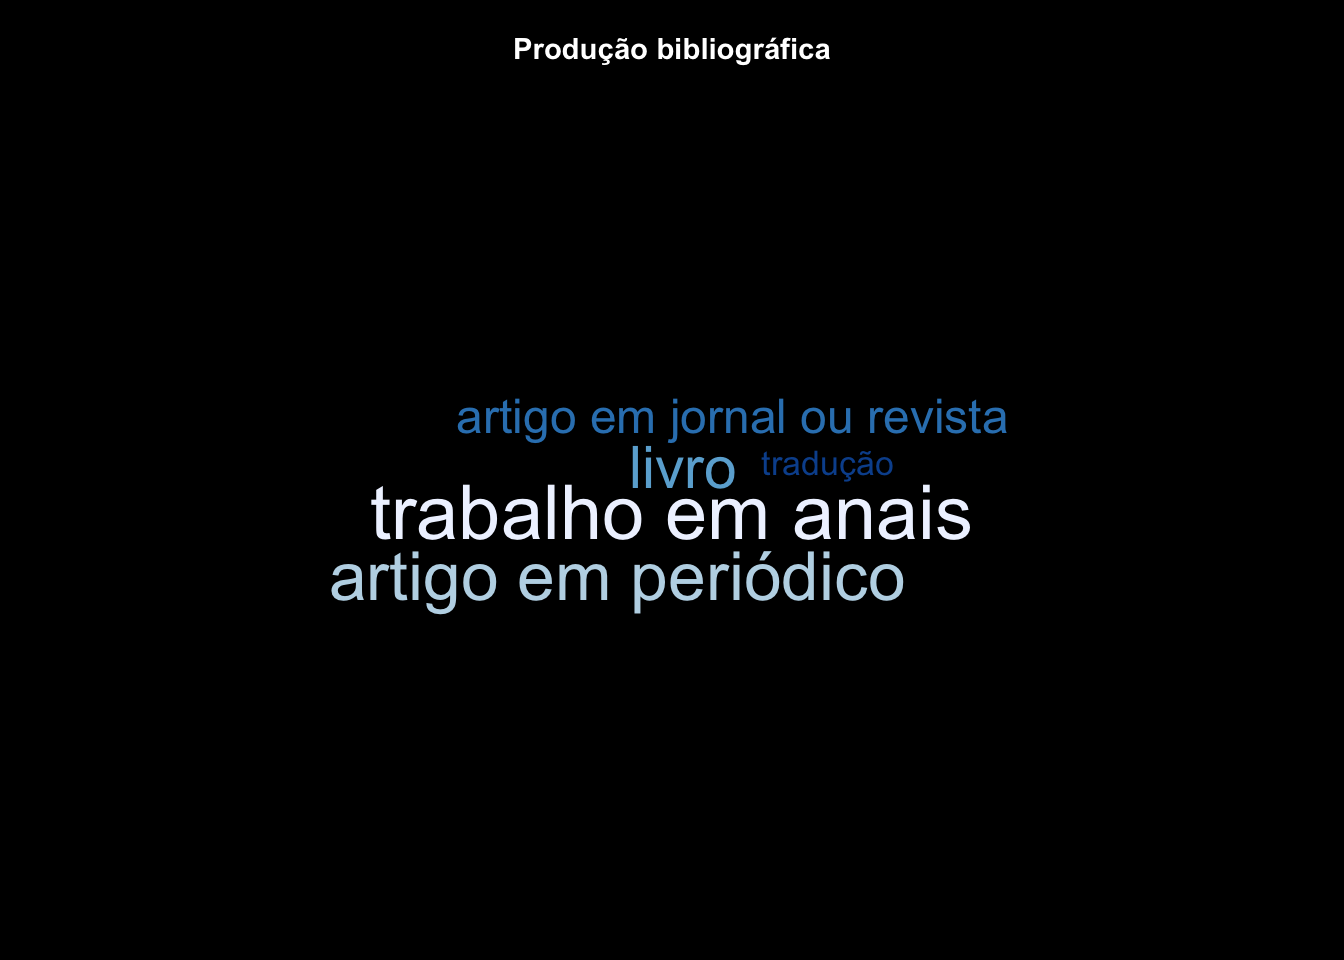 Produção bibliográfica
artigo em jornal ou revista
livro tradução
trabalho em anais
artigo em periódico